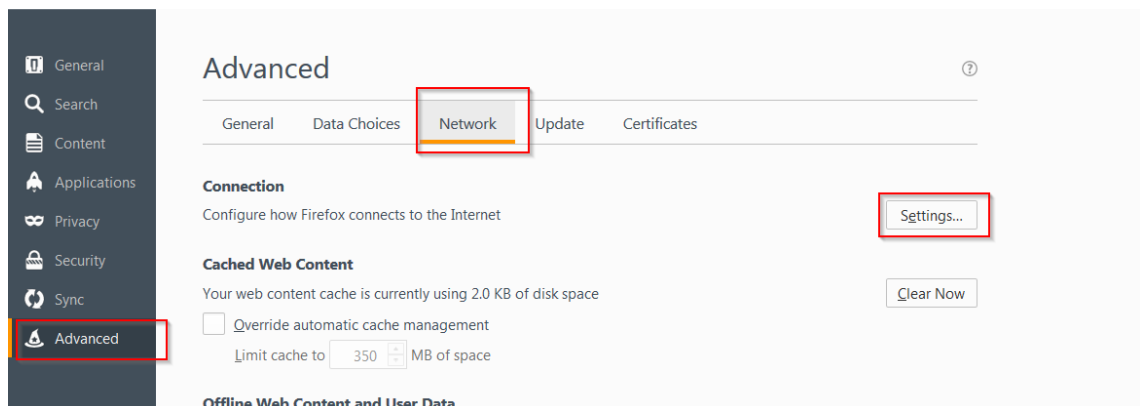 General
Search
Content
Applications
Privacy
Security
Sync
Advanced
Advanced
?
General Data Choices Network Update Certificates
Connection
Configure how Firefox connects to the Internet
Settings...
Cached Web Content
Your web content cache is currently using 2.0 KB of disk space
Clear Now
Override automatic cache management
Limit cache to 350 MB of space
Offline Web Content and User Data